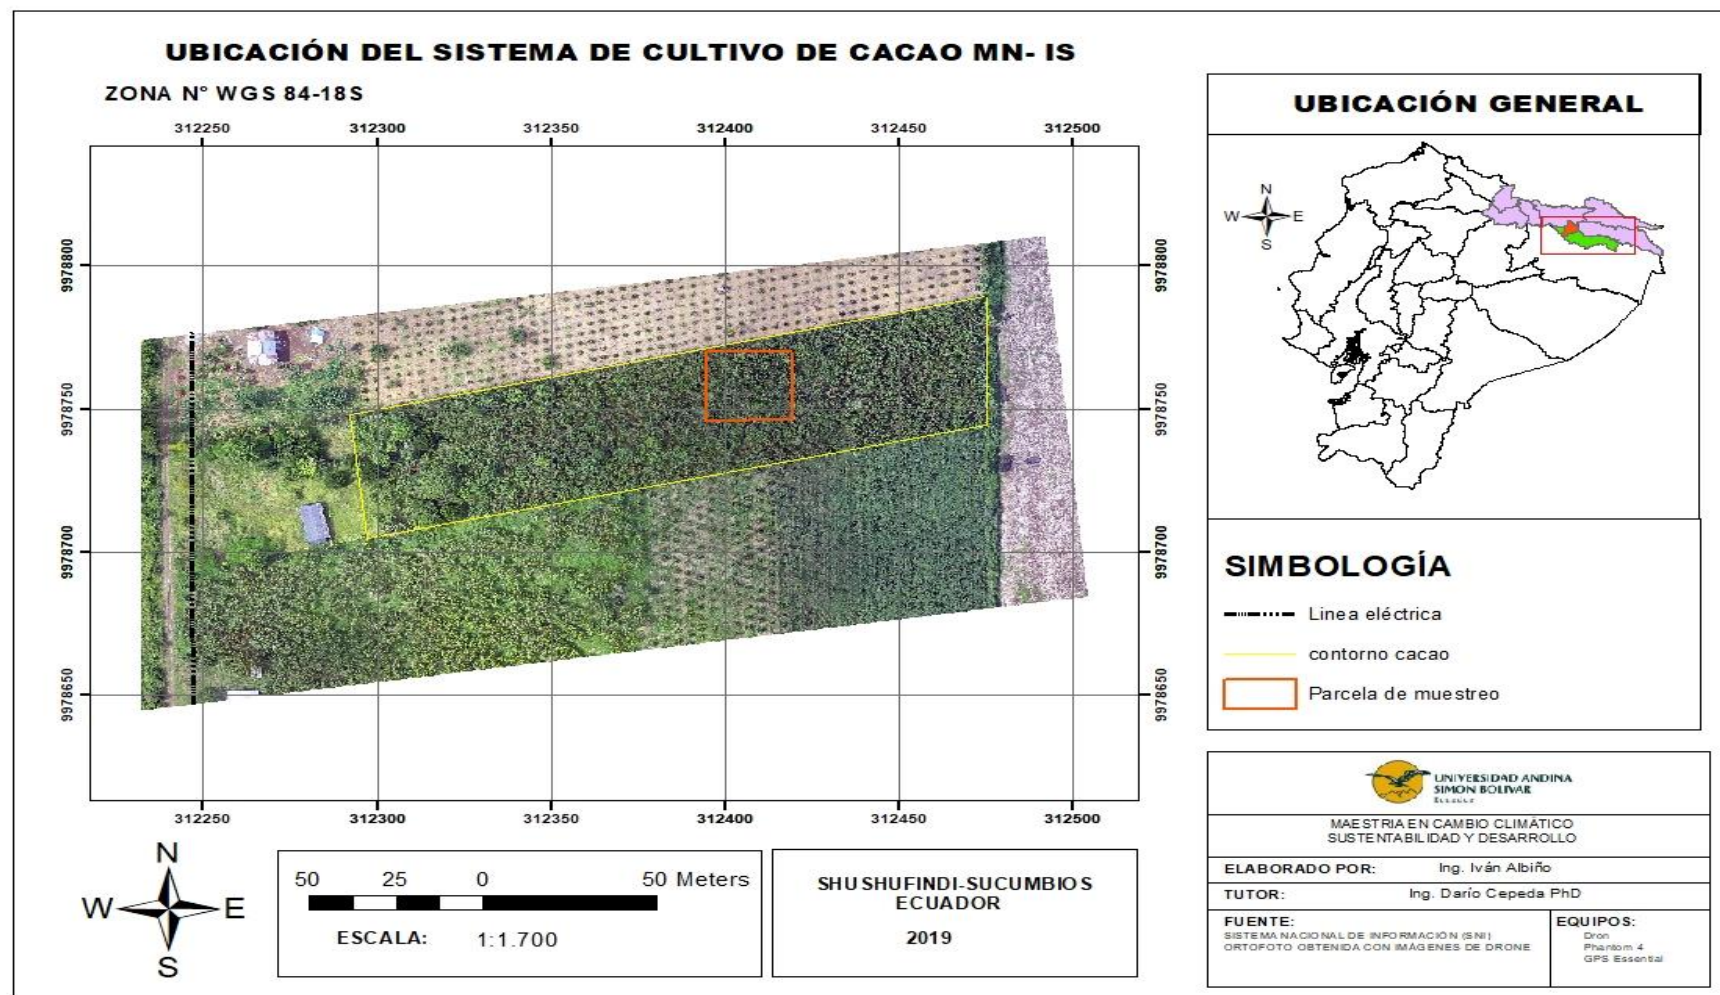 UBICACIÓN DEL SISTEMA DE CULTIVO DE CACAO MN- IS
ZONA N° WGS 84-18S
312250 312300 312350 312400 312450 312500
9978800 9978800
9978750 9978750
9978700 9978700
9978650 9978650
312250 312300 312350 312400 312450 312500
N
W E
S
50 25 0 50 Meters
ESCALA: 1:1.700
SHUSHUFINDI-SUCUMBIOS
ECUADOR
2019
UBICACIÓN GENERAL
N
W E
S
SIMBOLOGÍA
Linea eléctrica
contorno cacao
Parcela de muestreo
UNIVERSIDAD ANDINA
SIMON BOLIVAR
Ecuador
MAESTRIA EN CAMBIO CLIMÁTICO
SUSTENTABILIDAD Y DESARROLLO
ELABORADO POR: Ing. Iván Albiño
TUTOR: Ing. Darío Cepeda PhD
FUENTE:
SISTEMA NACIONAL DE INFORMACIÓN (SNI)
ORTOFOTO OBTENIDA CON IMÁGENES DE DRONE
EQUIPOS:
Dron
Phantom 4
GPS Essential